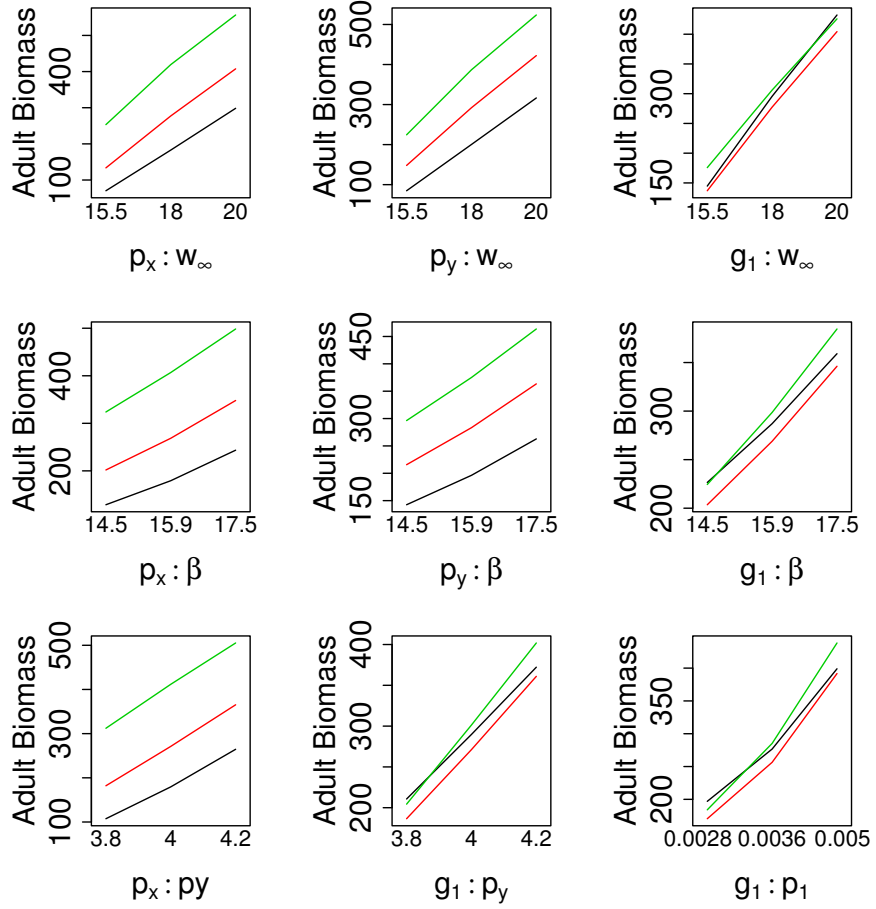 Adult Biomass
100 400
15.5 18 20
p_x : w_∞
Adult Biomass
100 300 500
15.5 18 20
p_y : w_∞
Adult Biomass
150 300
15.5 18 20
g_1 : w_∞
Adult Biomass
200 400
14.5 15.9 17.5
p_x : β
Adult Biomass
150 300 450
14.5 15.9 17.5
p_y : β
Adult Biomass
200 300
14.5 15.9 17.5
g_1 : β
Adult Biomass
100 300 500
3.8 4 4.2
p_x : py
Adult Biomass
200 300 400
3.8 4 4.2
g_1 : p_y
Adult Biomass
200 350
0.0028 0.0036 0.005
g_1 : p_1